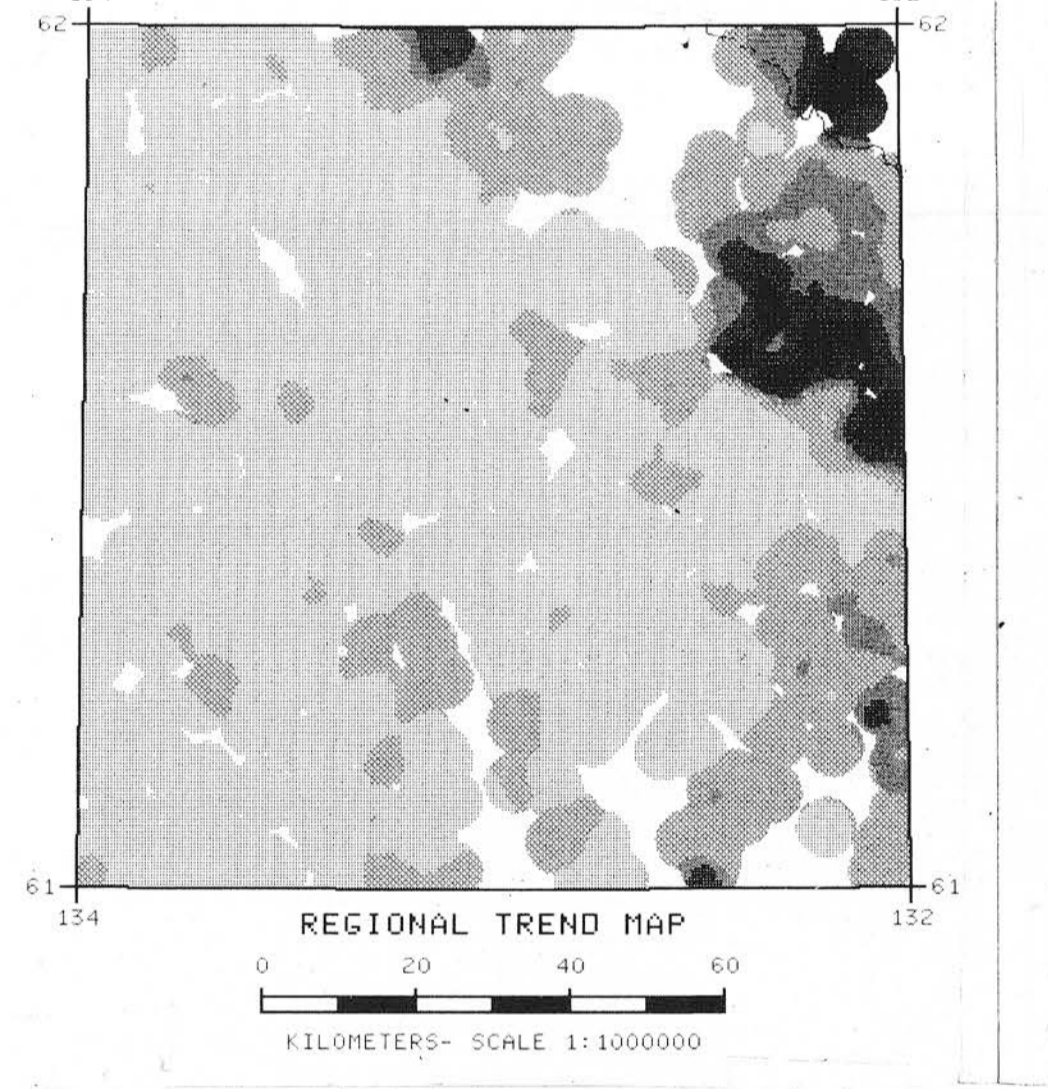 62 62
61 61
134 132
REGIONAL TREND MAP
0 20 40 60
KILOMETERS- SCALE 1:1000000